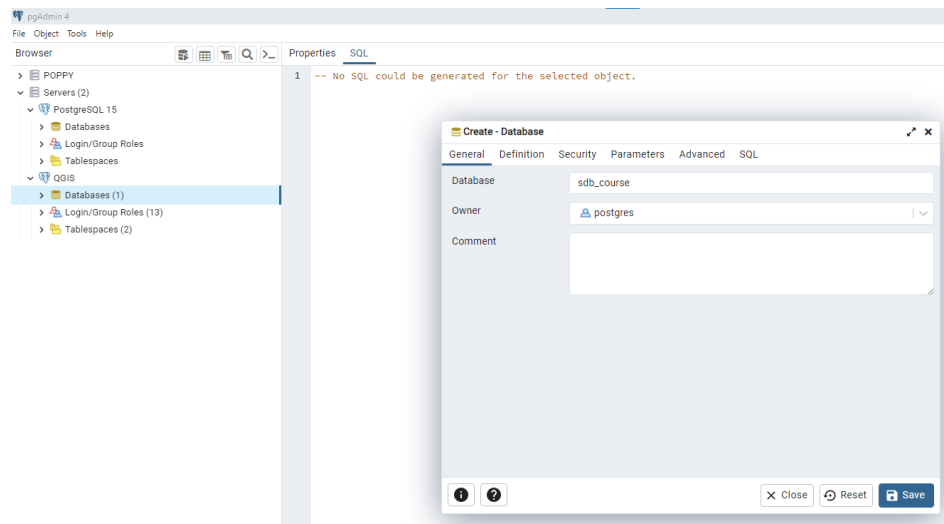 pgAdmin 4
File Object Tools Help
Browser
Properties SQL
POPPY
Servers (2)
PostgreSQL 15
Databases
Login/Group Roles
Tablespaces
QGIS
Databases (1)
Login/Group Roles (13)
Tablespaces (2)
1 -- No SQL could be generated for the selected object.
Create - Database
General Definition Security Parameters Advanced SQL
Database sdb_course
Owner postgres
Comment
Close Reset Save